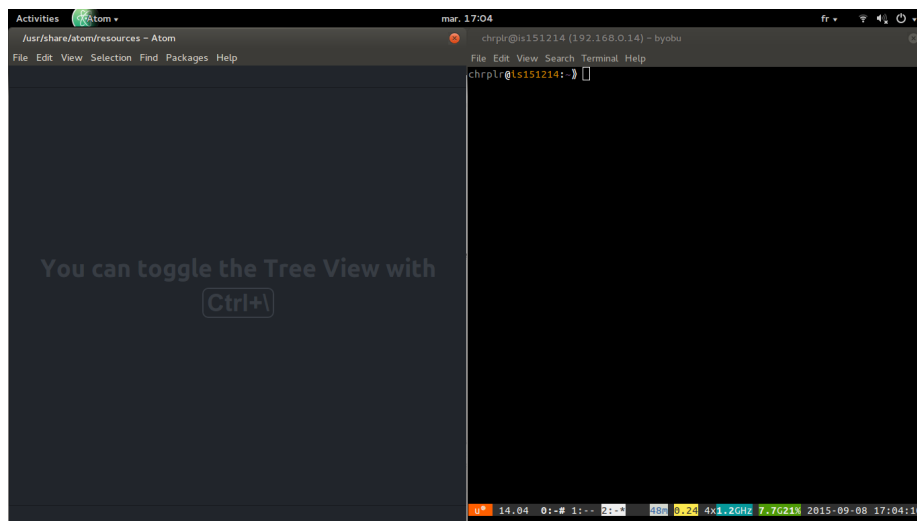 Activities Atom mar. 17:04 fr
/usr/share/atom/resources – Atom
File Edit View Selection Find Packages Help
You can toggle the Tree View with
Ctrl+\
chrplr@is151214 (192.168.0.14) – byobu
File Edit View Search Terminal Help
chrplr@is151214:~⟫
u 14.04 0:-# 1:-- 2:-* 48m 0.24 4x1.2GHz 7.7G21% 2015-09-08 17:04:1